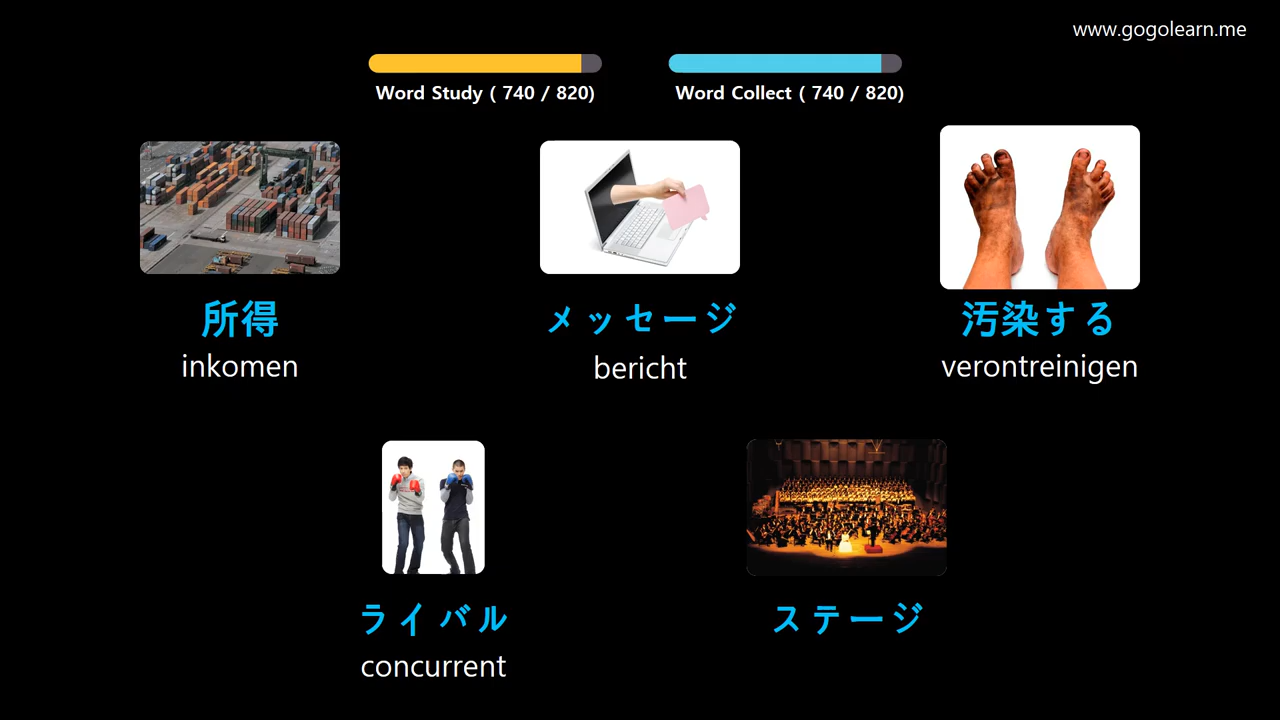 www.gogolearn.me
Word Study ( 740 / 820)
Word Collect ( 740 / 820)
所得
inkomen
メッセージ
bericht
汚染する
verontreinigen
ライバル
concurrent
ステージ